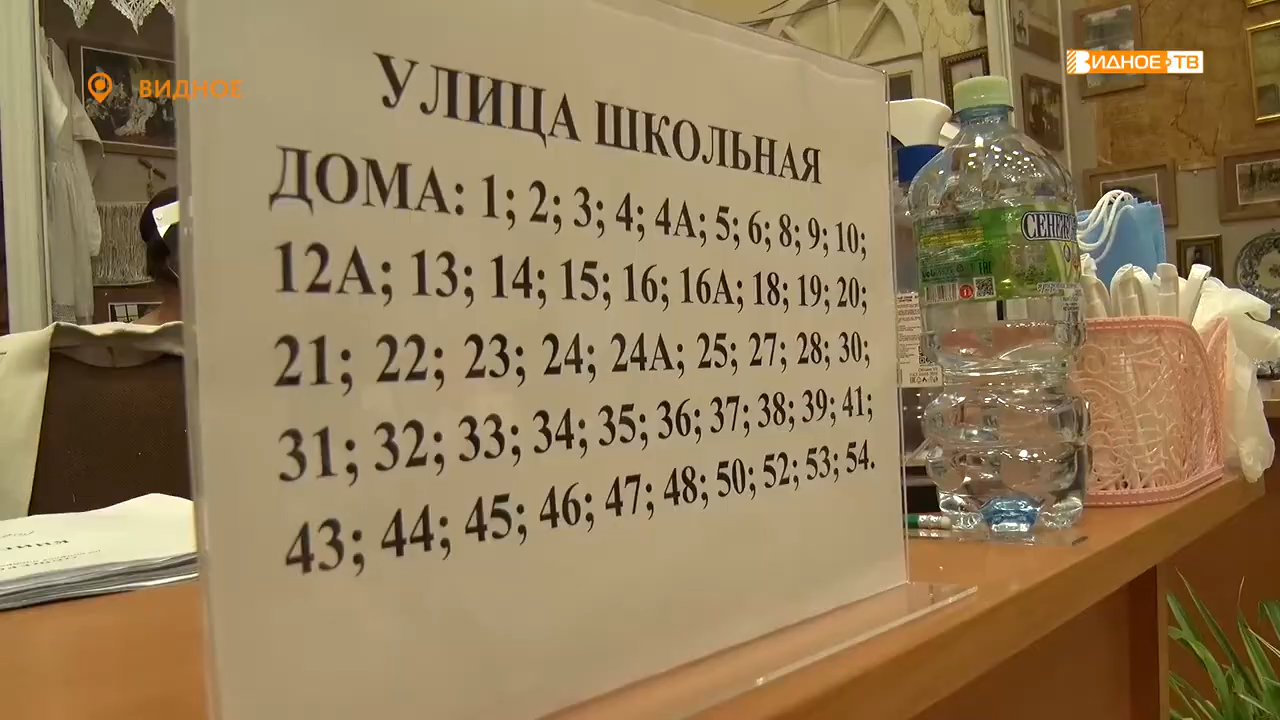 ВИДНОЕ
ВИДНОЕ ТВ
УЛИЦА ШКОЛЬНАЯ
ДОМА: 1; 2; 3; 4; 4А; 5; 6; 8; 9; 10;
12А; 13; 14; 15; 16; 16А; 18; 19; 20;
21; 22; 23; 24; 24А; 25; 27; 28; 30;
31; 32; 33; 34; 35; 36; 37; 38; 39; 41;
43; 44; 45; 46; 47; 48; 50; 52; 53; 54.